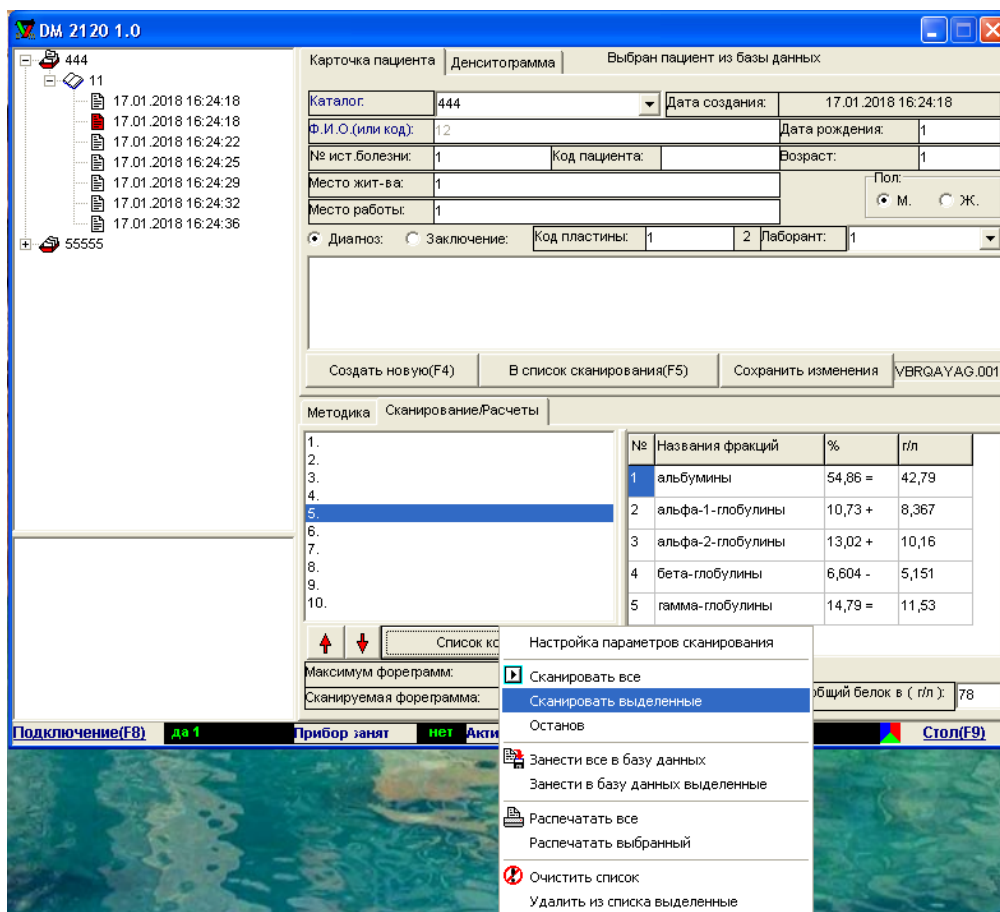 DM 2120 1.0
444
11
17.01.2018 16:24:18
17.01.2018 16:24:18
17.01.2018 16:24:22
17.01.2018 16:24:25
17.01.2018 16:24:29
17.01.2018 16:24:32
17.01.2018 16:24:36
55555
Карточка пациента Денситограмма Выбран пациент из базы данных
Каталог: 444 Дата создания: 17.01.2018 16:24:18
Ф.И.О.(или код): 12 Дата рождения: 1
№ ист.болезни: 1 Код пациента: Возраст: 1
Место жит-ва: 1 Пол:
М. Ж.
Место работы: 1
Диагноз: Заключение: Код пластины: 1 2 Лаборант: 1
Создать новую(F4) В список сканирования(F5) Сохранить изменения VBRQAYAG.001
Методика Сканирование/Расчеты
1.
2.
3.
4.
5.
6.
7.
8.
9.
10.
№ Названия фракций % г/л
1 альбумины 54,86 = 42,79
2 альфа-1-глобулины 10,73 + 8,367
3 альфа-2-глобулины 13,02 + 10,16
4 бета-глобулины 6,604 - 5,151
5 гамма-глобулины 14,79 = 11,53
Список
Максимум фореграмм:
Сканируемая фореграмма:
общий белок в ( г/л ): 78
Настройка параметров сканирования
Сканировать все
Сканировать выделенные
Останов
Занести все в базу данных
Занести в базу данных выделенные
Распечатать все
Распечатать выбранный
Очистить список
Удалить из списка выделенные
Подключение(F8) да 1 Прибор занят нет Стол(F9)